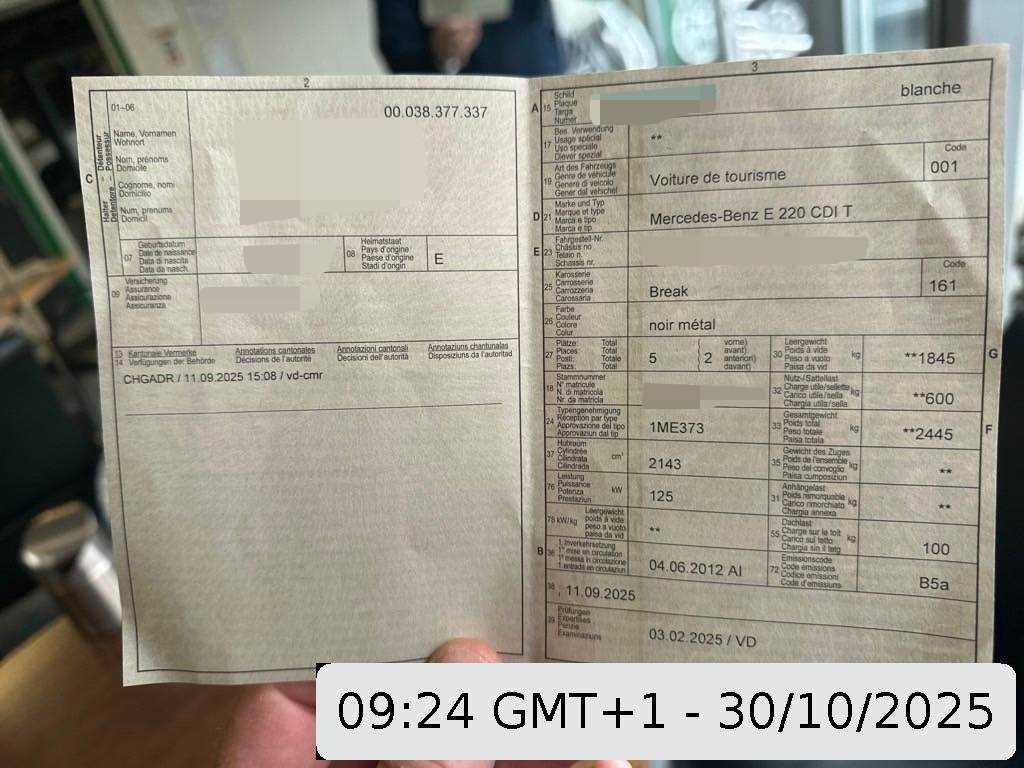 2
01–06
00.038.377.337
C
Halter – Détenteur
Detentore – Possessur
Name, Vornamen
Wohnort
Nom, prénoms
Domicile
Cognome, nomi
Domicilio
Num, prenums
Domicil
07
Geburtsdatum
Date de naissance
Data di nascita
Data da nasch.
08
Heimatstaat
Pays d'origine
Paese d'origine
Stadi d'origin
E
09
Versicherung
Assurance
Assicurazione
Assicuranza
13 Kantonale Vermerke
14 Verfügungen der Behörde
Annotations cantonales
Décisions de l'autorité
Annotazioni cantonali
Decisioni dell'autorità
Annotaziuns chantunalas
Disposiziuns da l'autoritad
CHGADR / 11.09.2025 15:08 / vd-cmr
3
A 15
Schild
Plaque
Targa
Numer
blanche
17
Bes. Verwendung
Usage spécial
Uso speciale
Diever spezial
**
19
Art des Fahrzeugs
Genre de véhicule
Genere di veicolo
Gener dal vehichel
Voiture de tourisme
Code
001
D 21
Marke und Typ
Marque et type
Marca e tipo
Marca e tip
Mercedes-Benz E 220 CDI T
E 23
Fahrgestell-Nr.
Châssis no
Telaio n.
Schassis nr.
25
Karosserie
Carrosserie
Carrozzeria
Carossaria
Break
Code
161
26
Farbe
Couleur
Colore
Colur
noir métal
27
Plätze: Total
Places: Total
Posti: Totale
Plazs: Total
5
2
vorne)
avant)
anteriori)
davant)
30
Leergewicht
Poids à vide
Peso a vuoto
Paisa da vid
kg
**1845
G
18
Stammnummer
N° matricule
N. di matricola
Nr. da matricla
32
Nutz-/Sattellast
Charge utile/sellette
Carico utile/sella
Chargia utila/sella
kg
**600
24
Typengenehmigung
Réception par type
Approvazione del tipo
Approvaziun dal tip
1ME373
33
Gesamtgewicht
Poids total
Peso totale
Paisa totala
kg
**2445
F
37
Hubraum
Cylindrée
Cilindrata
Cilindrada
cm³
2143
35
Gewicht des Zuges
Poids de l'ensemble
Peso del convoglio
Paisa cumposiziun
kg
**
76
Leistung
Puissance
Potenza
Prestaziun
kW
125
31
Anhängelast
Poids remorquable
Carico rimorchiato
Chargia annexa
kg
**
78 kW/kg
Leergewicht
poids à vide
peso a vuoto
paisa da vid
**
55
Dachlast
Charge sur le toit
Carico sul tetto
Chargia sin il tetg
kg
100
B 36
1. Inverkehrsetzung
1re mise en circulation
1a messa in circolazione
1. entrada en circulaziun
04.06.2012 AI
72
Emissionscode
Code émissions
Codice emissioni
Code d'emissiuns
B5a
38
, 11.09.2025
39
Prüfungen
Expertises
Perizie
Examinaziuns
03.02.2025 / VD
09:24 GMT+1 - 30/10/2025